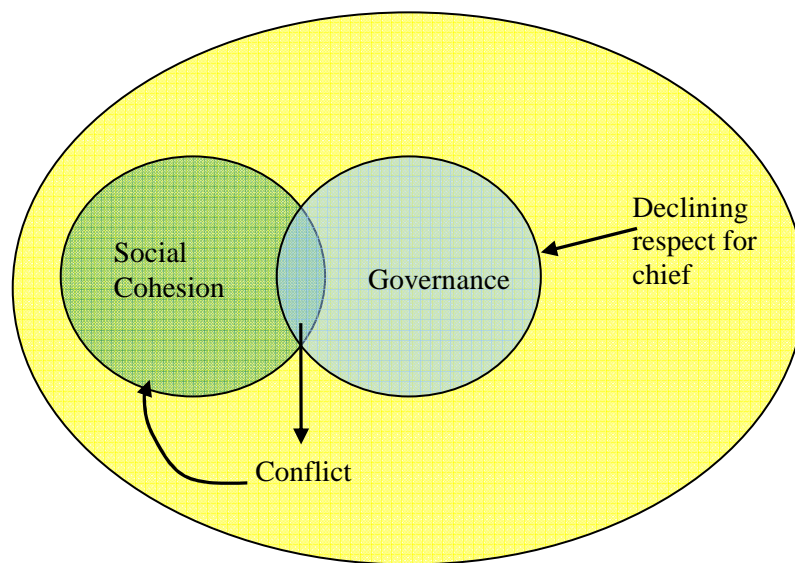 Social
Cohesion
Governance
Declining
respect for
chief
Conflict